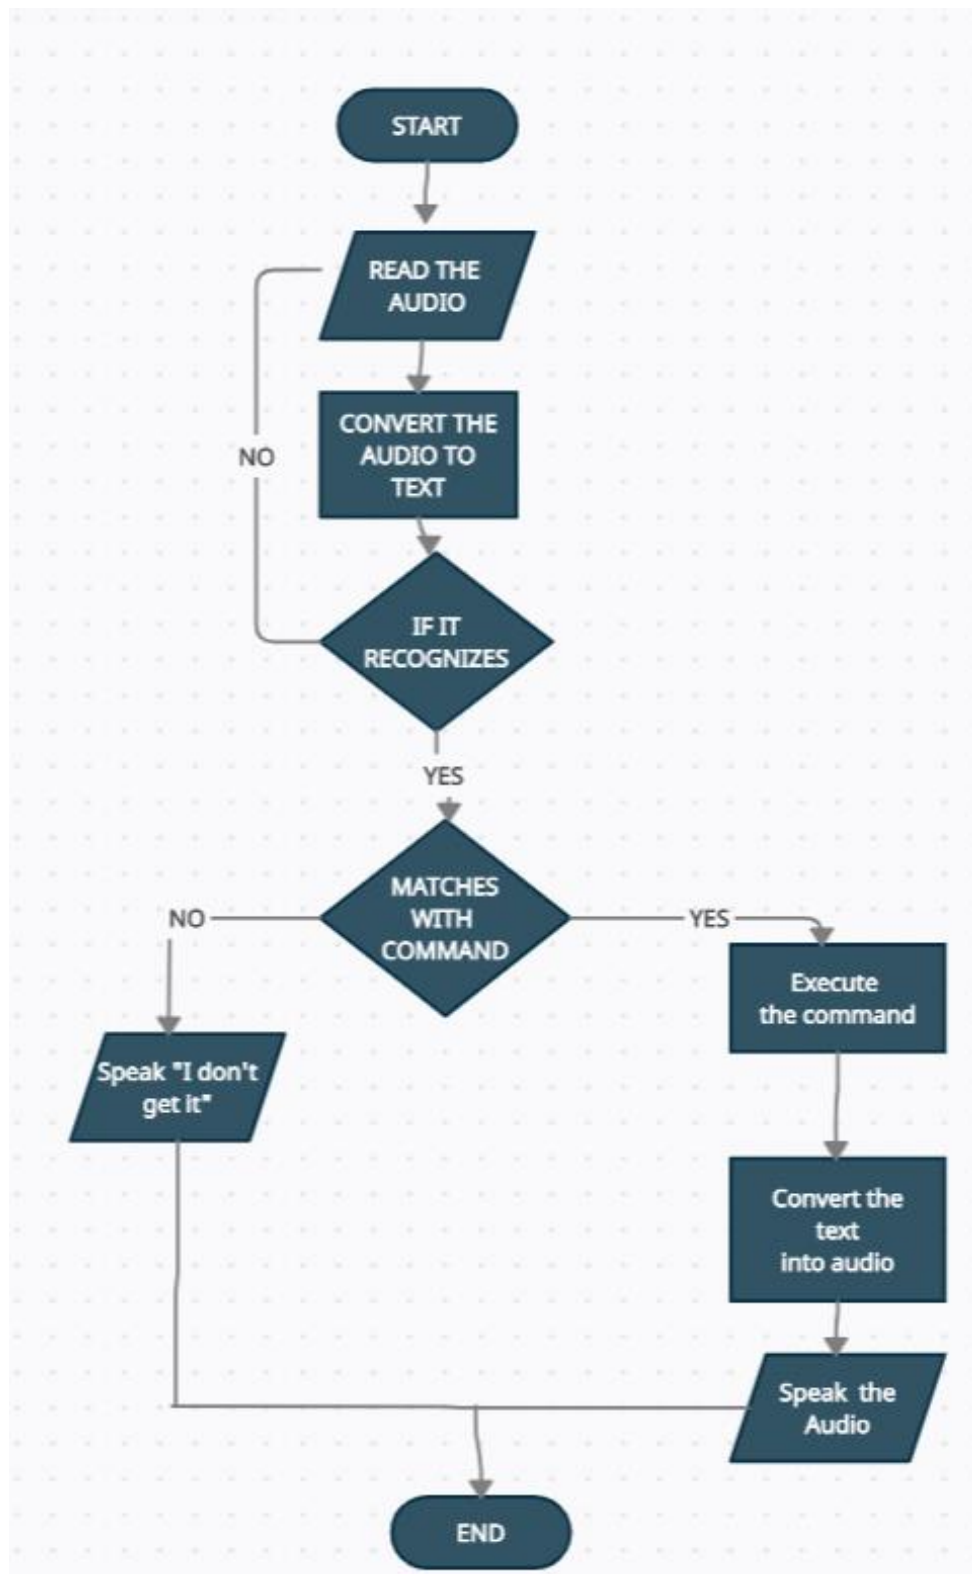 START
READ THE
AUDIO
CONVERT THE
AUDIO TO
TEXT
NO
IF IT
RECOGNIZES
YES
MATCHES
WITH
COMMAND
NO
YES
Execute
the command
Speak "I don't
get it"
Convert the
text
into audio
Speak the
Audio
END